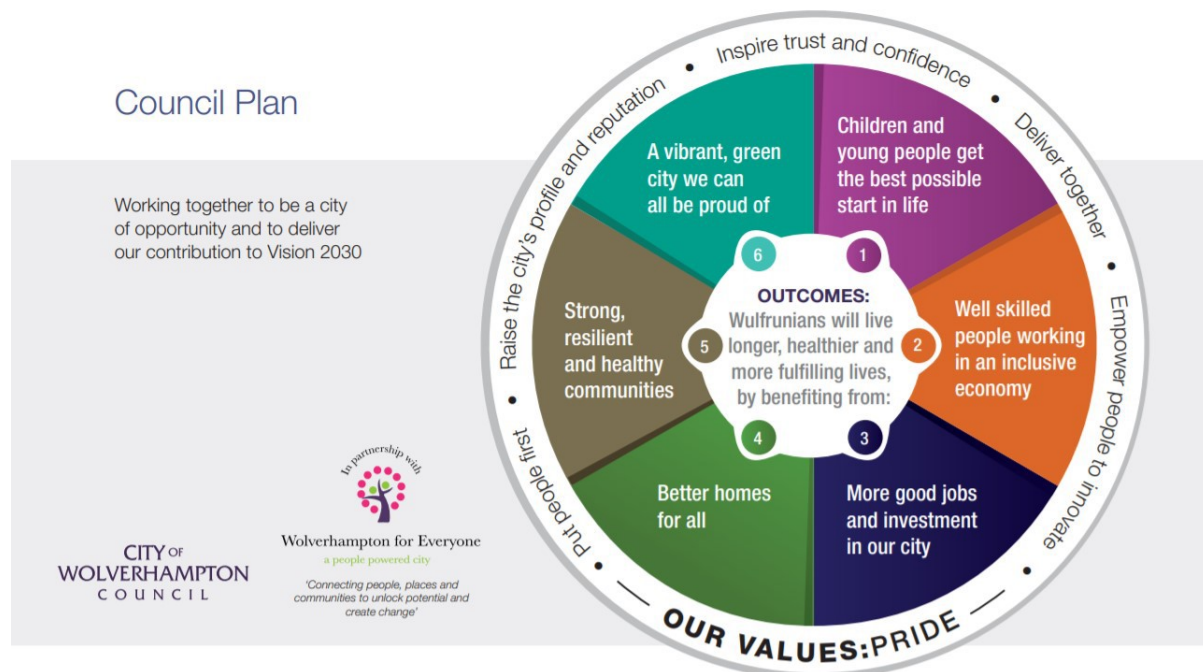 Council Plan
Working together to be a city
of opportunity and to deliver
our contribution to Vision 2030
CITY OF
WOLVERHAMPTON
COUNCIL
In partnership with
Wolverhampton for Everyone
a people powered city
‘Connecting people, places and
communities to unlock potential and
create change’
Put people first • Raise the city’s profile and reputation • Inspire trust and confidence • Deliver together • Empower people to innovate •
OUR VALUES:PRIDE
OUTCOMES:
Wulfrunians will live
longer, healthier and
more fulfilling lives,
by benefiting from:
1
Children and
young people get
the best possible
start in life
2
Well skilled
people working
in an inclusive
economy
3
More good jobs
and investment
in our city
4
Better homes
for all
5
Strong,
resilient
and healthy
communities
6
A vibrant, green
city we can
all be proud of